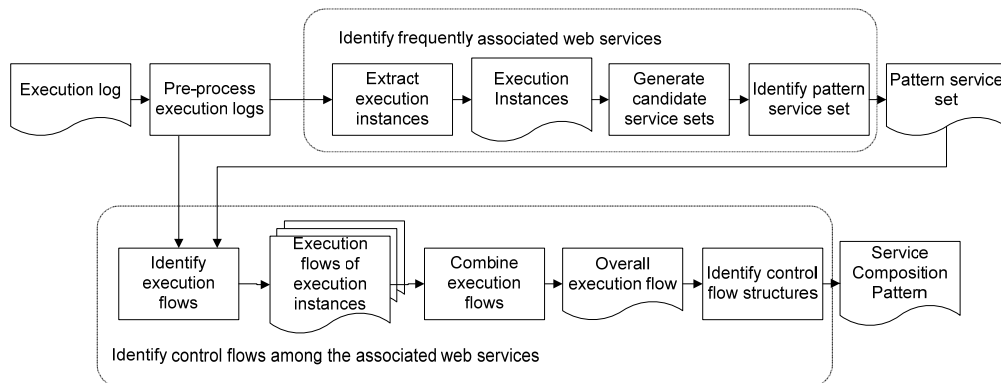 Identify frequently associated web services
Execution log
Pre-process
execution logs
Extract
execution
instances
Execution
Instances
Generate
candidate
service sets
Identify pattern
service set
Pattern service
set
Identify
execution
flows
Execution
flows of
execution
instances
Combine
execution
flows
Overall
execution flow
Identify control
flow structures
Service
Composition
Pattern
Identify control flows among the associated web services